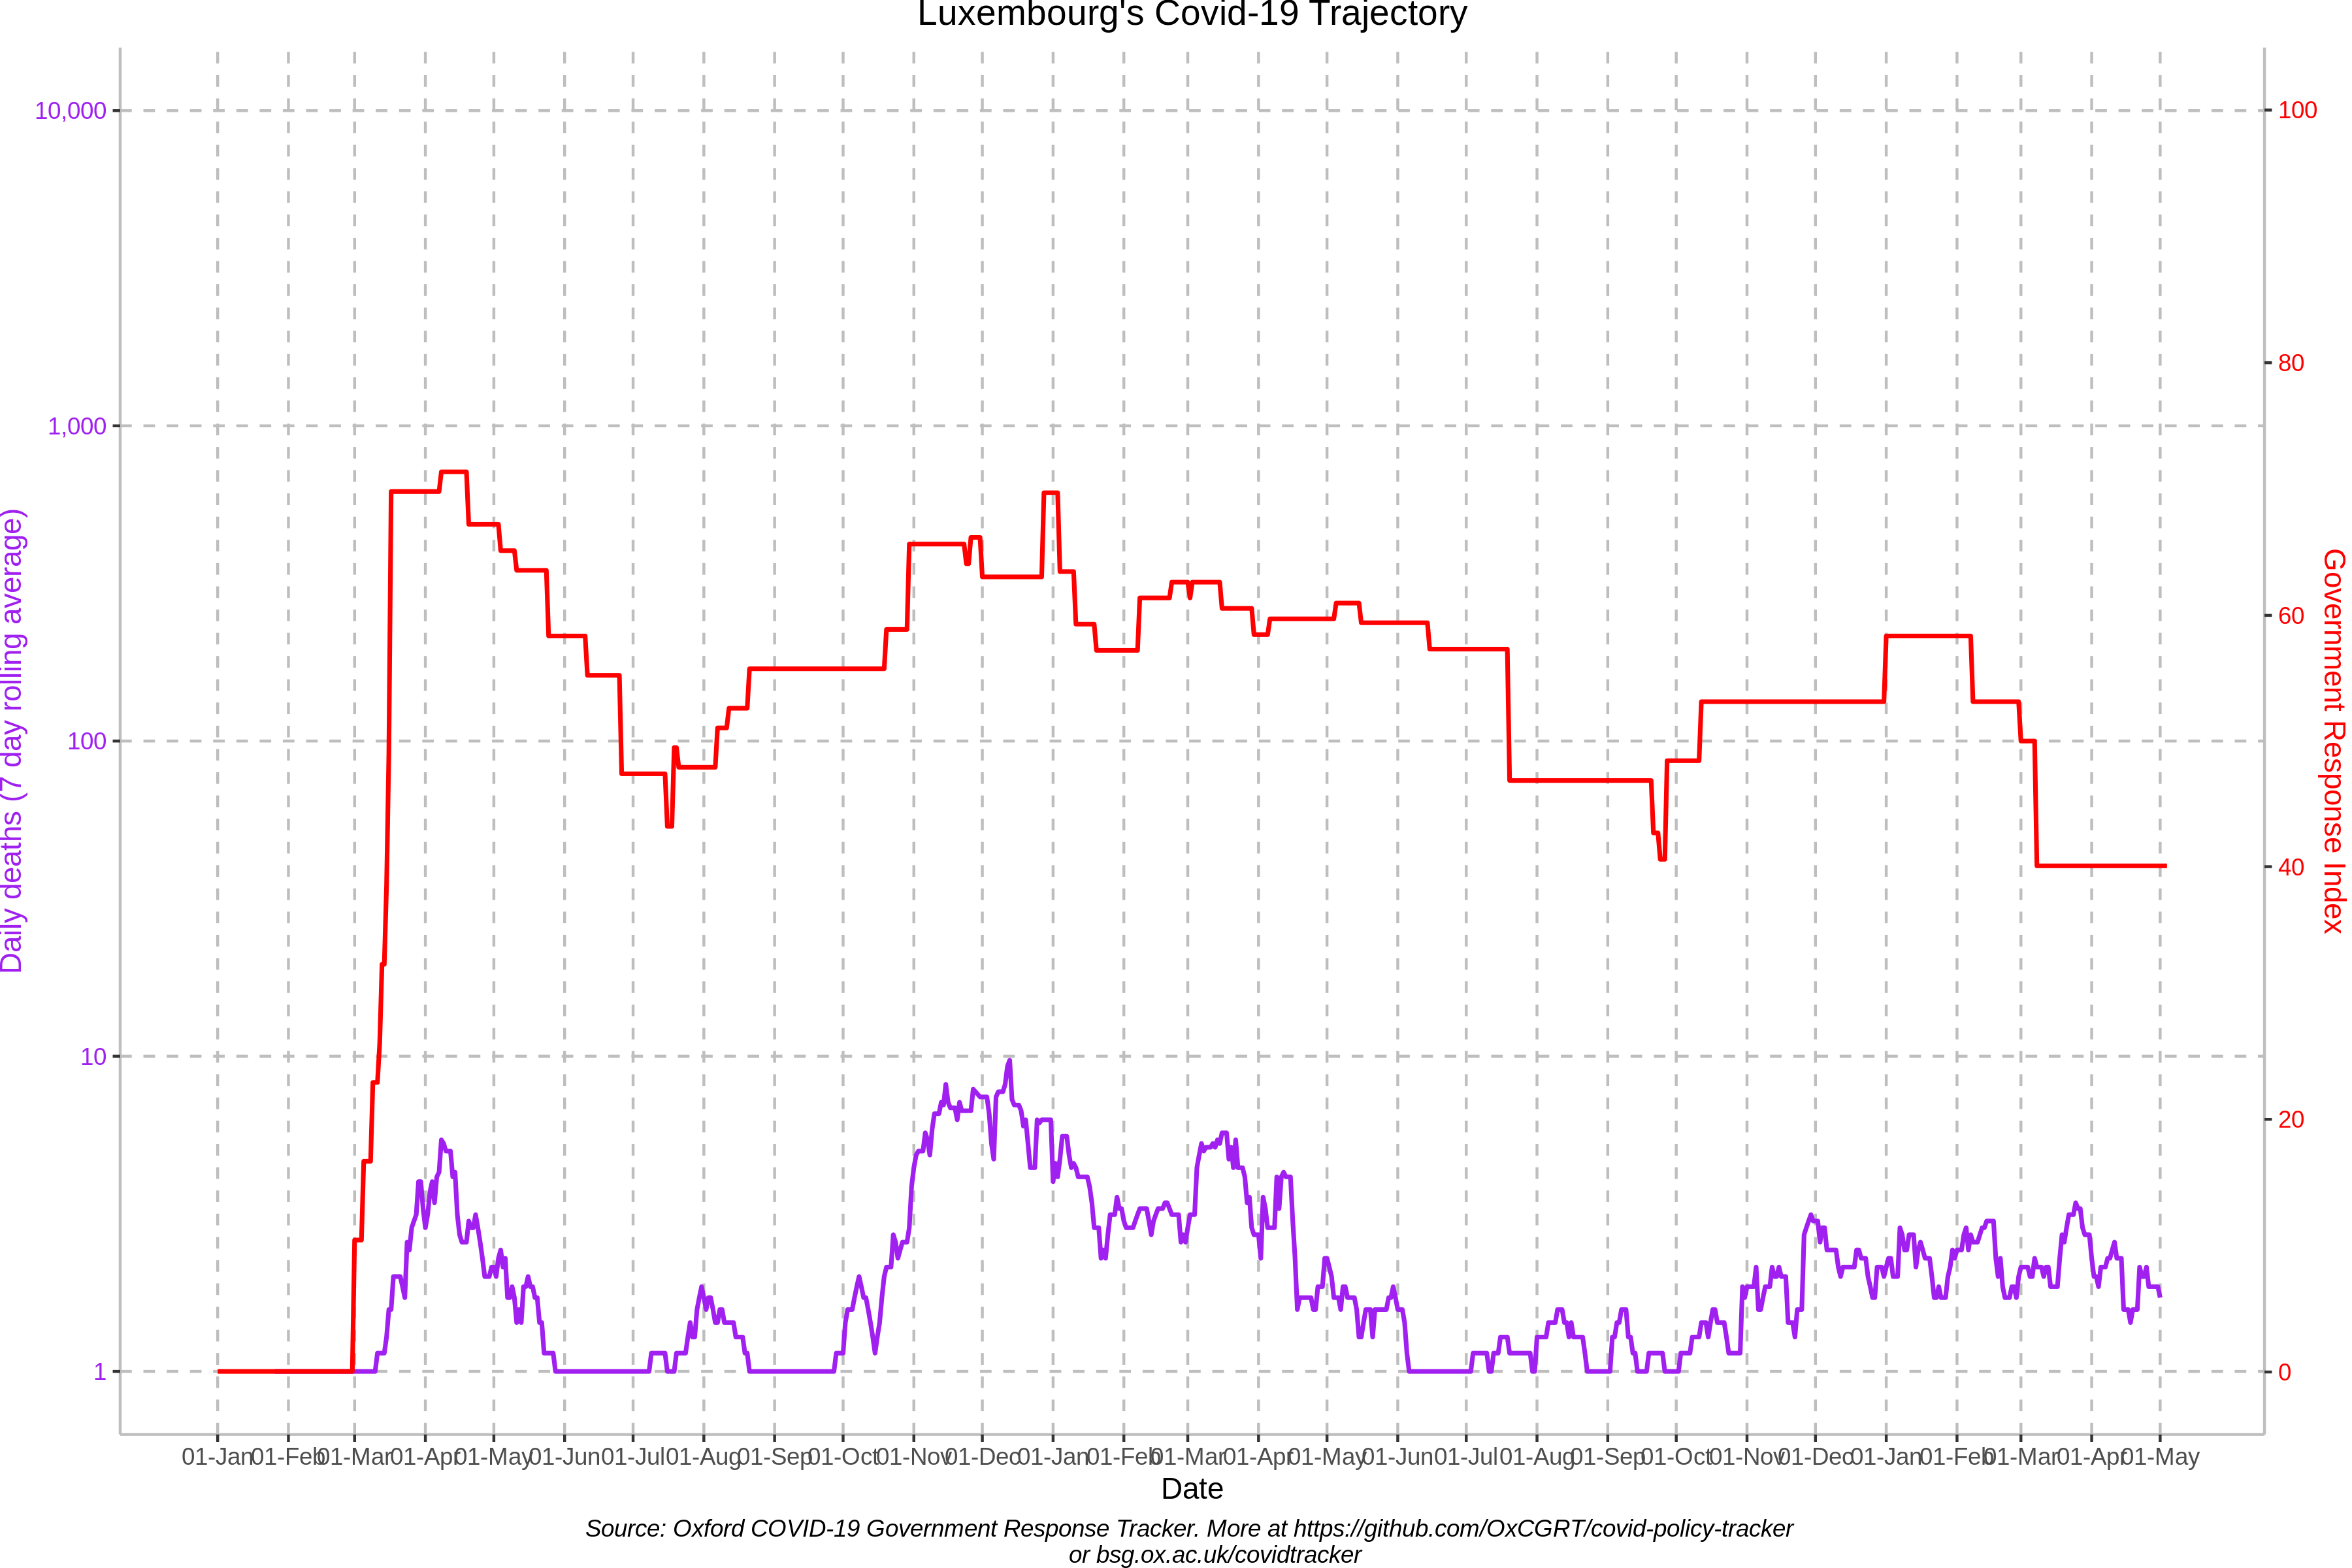 Luxembourg's Covid-19 Trajectory
10,000
1,000
100
10
1
Daily deaths (7 day rolling average)
100
80
60
40
20
0
Government Response Index
01-Jan 01-Feb 01-Mar 01-Apr 01-May 01-Jun 01-Jul 01-Aug 01-Sep 01-Oct 01-Nov 01-Dec 01-Jan 01-Feb 01-Mar 01-Apr 01-May 01-Jun 01-Jul 01-Aug 01-Sep 01-Oct 01-Nov 01-Dec 01-Jan 01-Feb 01-Mar 01-Apr 01-May
Date
Source: Oxford COVID-19 Government Response Tracker. More at https://github.com/OxCGRT/covid-policy-tracker
or bsg.ox.ac.uk/covidtracker